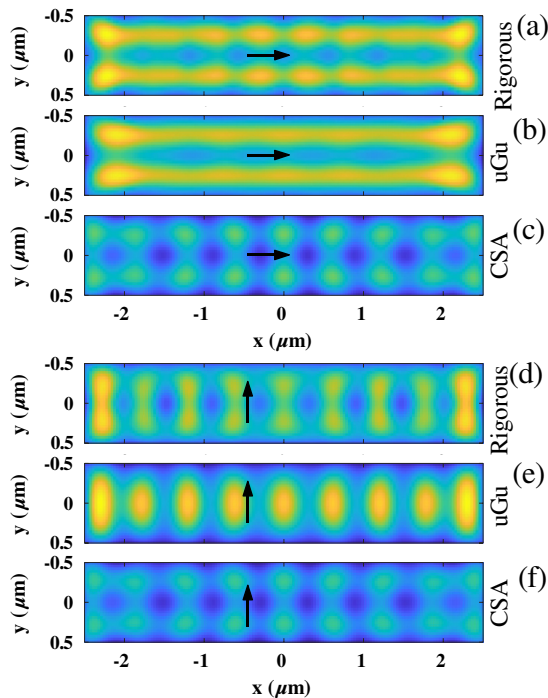 -0.5
0
0.5
y (μm)
Rigorous
(a)
-0.5
0
0.5
y (μm)
uGu
(b)
-0.5
0
0.5
y (μm)
CSA
(c)
-2 -1 0 1 2
x (μm)
-0.5
0
0.5
y (μm)
Rigorous
(d)
-0.5
0
0.5
y (μm)
uGu
(e)
-0.5
0
0.5
y (μm)
CSA
(f)
-2 -1 0 1 2
x (μm)